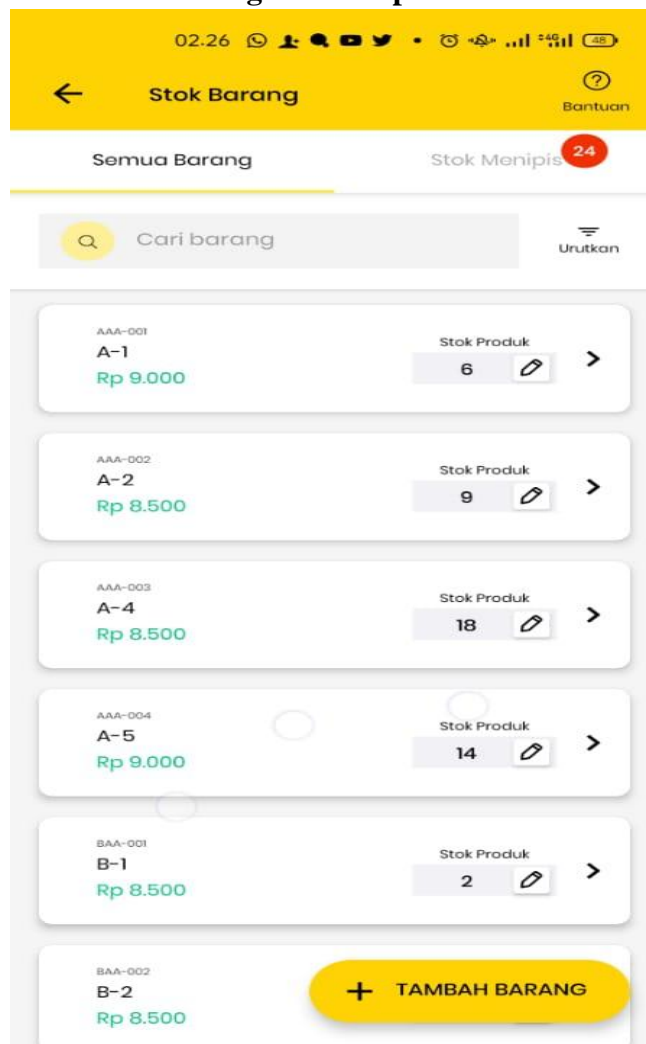 02.26 48
Stok Barang
Bantuan
Semua Barang
Stok Menipis 24
Cari barang
Urutkan
AAA-001
A-1
Rp 9.000
Stok Produk
6
AAA-002
A-2
Rp 8.500
Stok Produk
9
AAA-003
A-4
Rp 8.500
Stok Produk
18
AAA-004
A-5
Rp 9.000
Stok Produk
14
BAA-001
B-1
Rp 8.500
Stok Produk
2
BAA-002
B-2
Rp 8.500
+ TAMBAH BARANG